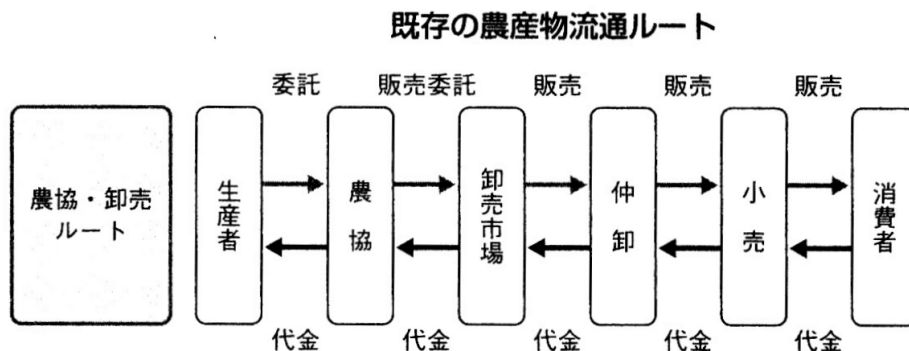 既存の農産物流通ルート
委託 販売委託 販売 販売 販売
農協・卸売
ルート
生産者
農協
卸売市場
仲卸
小売
消費者
代金 代金 代金 代金 代金